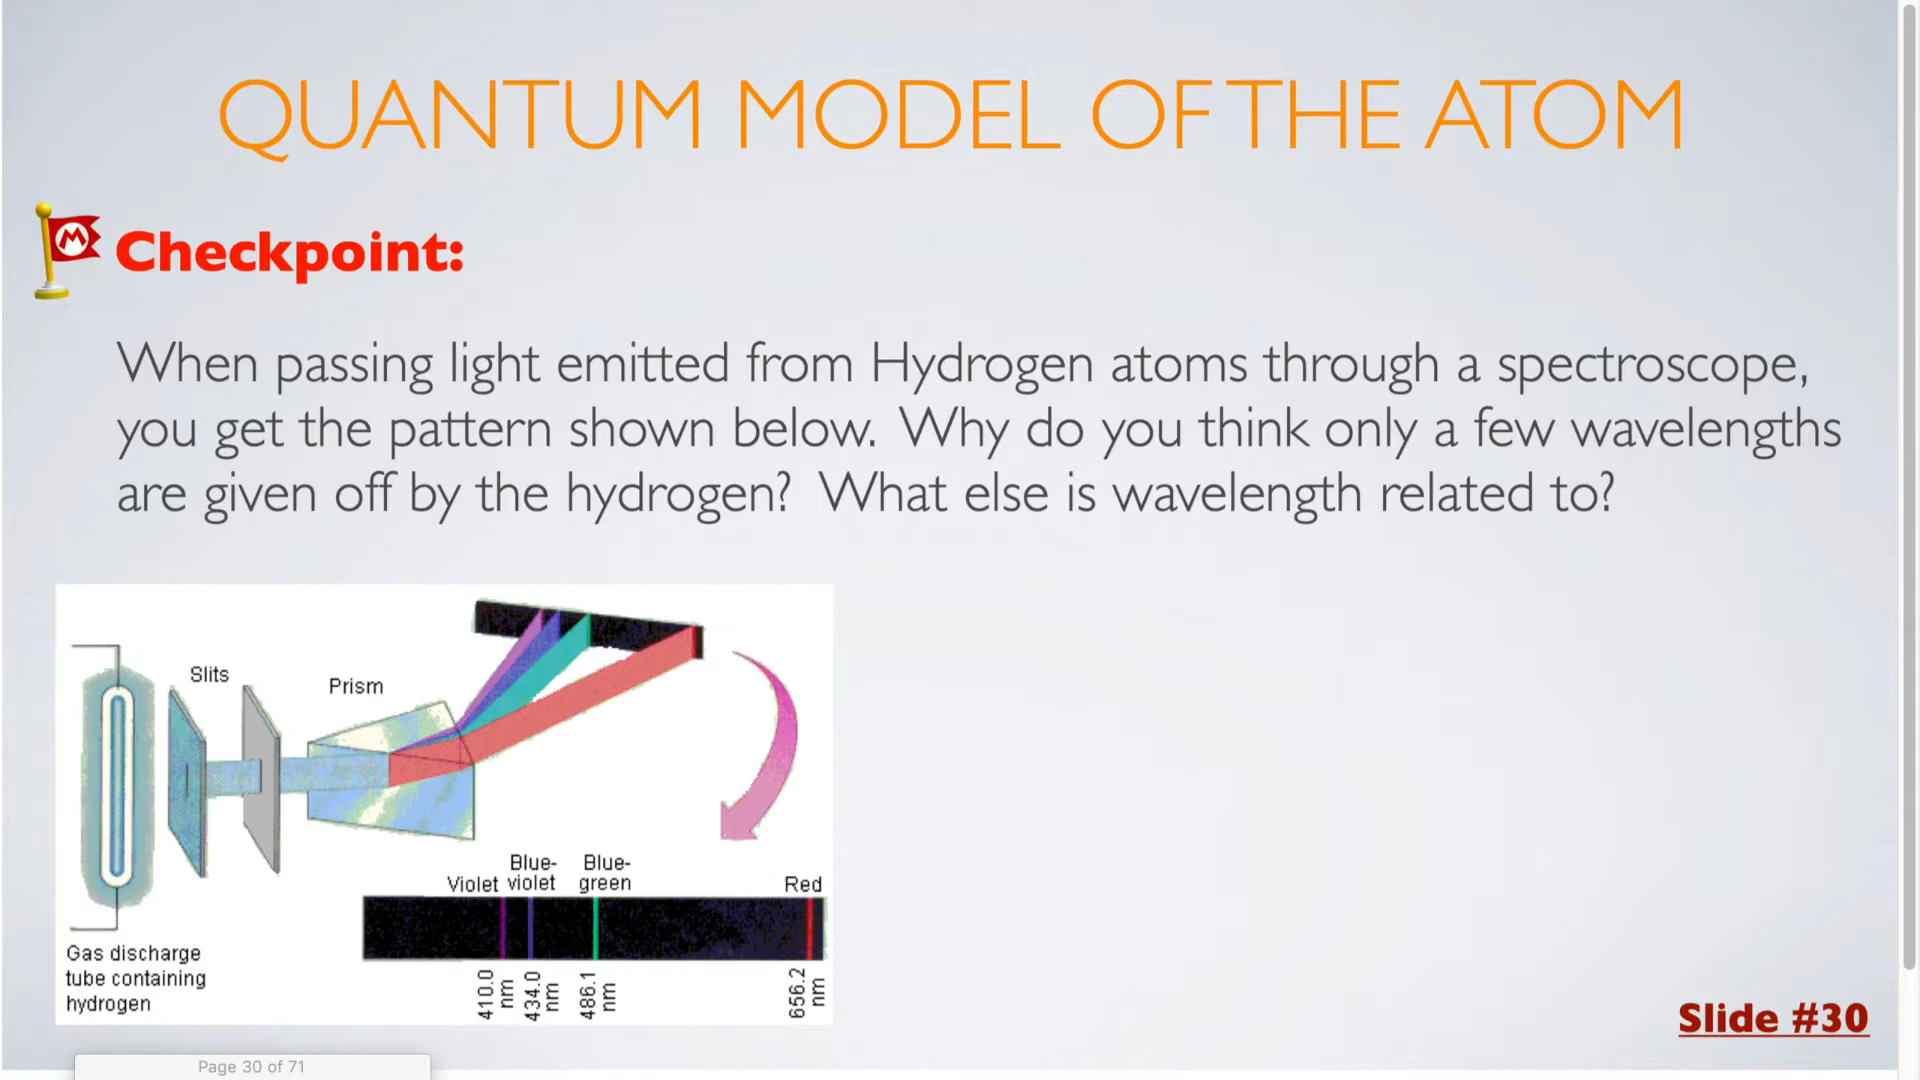 QUANTUM MODEL OF THE ATOM
M
Checkpoint:
When passing light emitted from Hydrogen atoms through a spectroscope,
you get the pattern shown below. Why do you think only a few wavelengths
are given off by the hydrogen? What else is wavelength related to?
Slits
Prism
Gas discharge
tube containing
hydrogen
Violet
Blue-
violet
Blue-
green
Red
410.0
nm
434.0
nm
486.1
nm
656.2
nm
Slide #30
Page 30 of 71